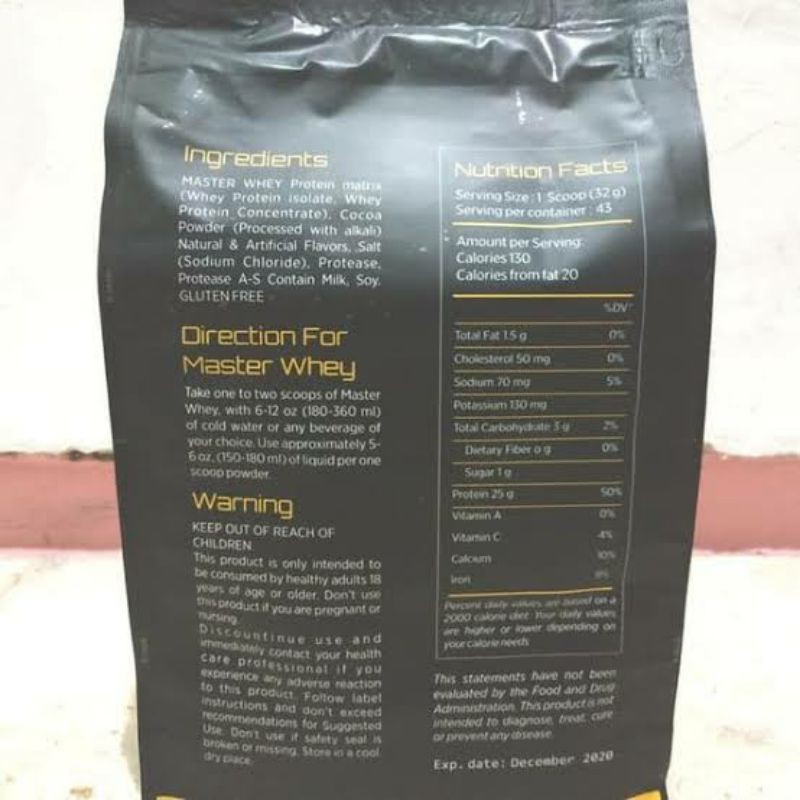 Ingredients
MASTER WHEY Protein matrix
(Whey Protein isolate, Whey
Protein Concentrate), Cocoa
Powder (Processed with alkali)
Natural & Artificial Flavors, Salt
(Sodium Chloride), Protease,
Protease A-S Contain Milk, Soy.
GLUTEN FREE
Direction For
Master Whey
Take one to two scoops of Master
Whey, with 6-12 oz (180-360 ml)
of cold water or any beverage of
your choice. Use approximately 5-
6 oz, (150-180 ml) of liquid per one
scoop powder.
Warning
KEEP OUT OF REACH OF
CHILDREN
This product is only intended to
be consumed by healthy adults 18
years of age or older. Don't use
this product if you are pregnant or
nursing.
Discountinue use and
immediately contact your health
care professional if you
experience any adverse reaction
to this product. Follow label
instructions and don't exceed
recommendations for Suggested
Use. Don't use if safety seal is
broken or missing. Store in a cool,
dry place.
Nutrition Facts
Serving Size: 1 Scoop (32 g)
Serving per container : 43
Amount per Serving:
Calories 130
Calories from fat 20
%DV*
Total Fat 1.5 g 0%
Cholesterol 50 mg 0%
Sodium 70 mg 5%
Potassium 130 mg
Total Carbohydrate 3 g 2%
Dietary Fiber 0 g 0%
Sugar 1 g
Protein 25 g 50%
Vitamin A 0%
Vitamin C 4%
Calcium 10%
Iron
Percent daily values are based on a
2000 calorie diet. Your daily values
are higher or lower depending on
your calorie needs
This statements have not been
evaluated by the Food and Drug
Administration. This product is not
intended to diagnose, treat, cure
or prevent any disease.
Exp. date: December 2020